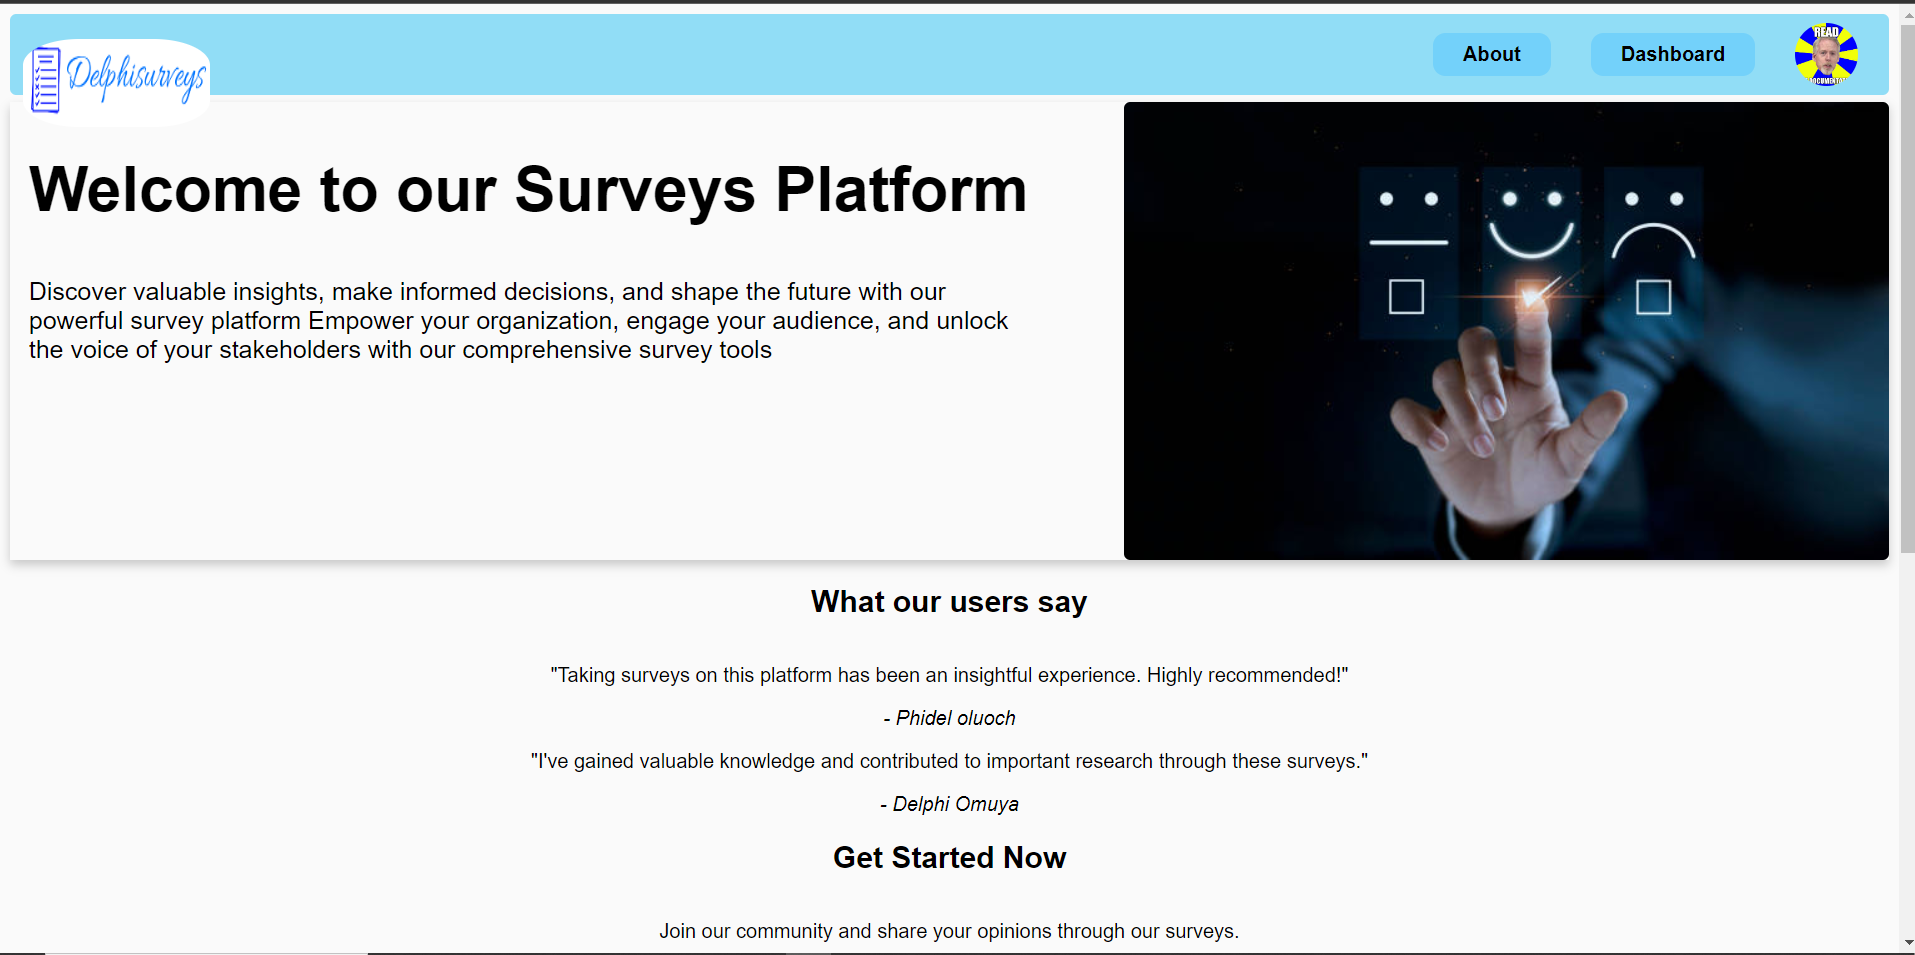 Delphisurveys
About
Dashboard
READ
Welcome to our Surveys Platform
Discover valuable insights, make informed decisions, and shape the future with our
powerful survey platform Empower your organization, engage your audience, and unlock
the voice of your stakeholders with our comprehensive survey tools
What our users say
"Taking surveys on this platform has been an insightful experience. Highly recommended!"
- Phidel oluoch
"I've gained valuable knowledge and contributed to important research through these surveys."
- Delphi Omuya
Get Started Now
Join our community and share your opinions through our surveys.